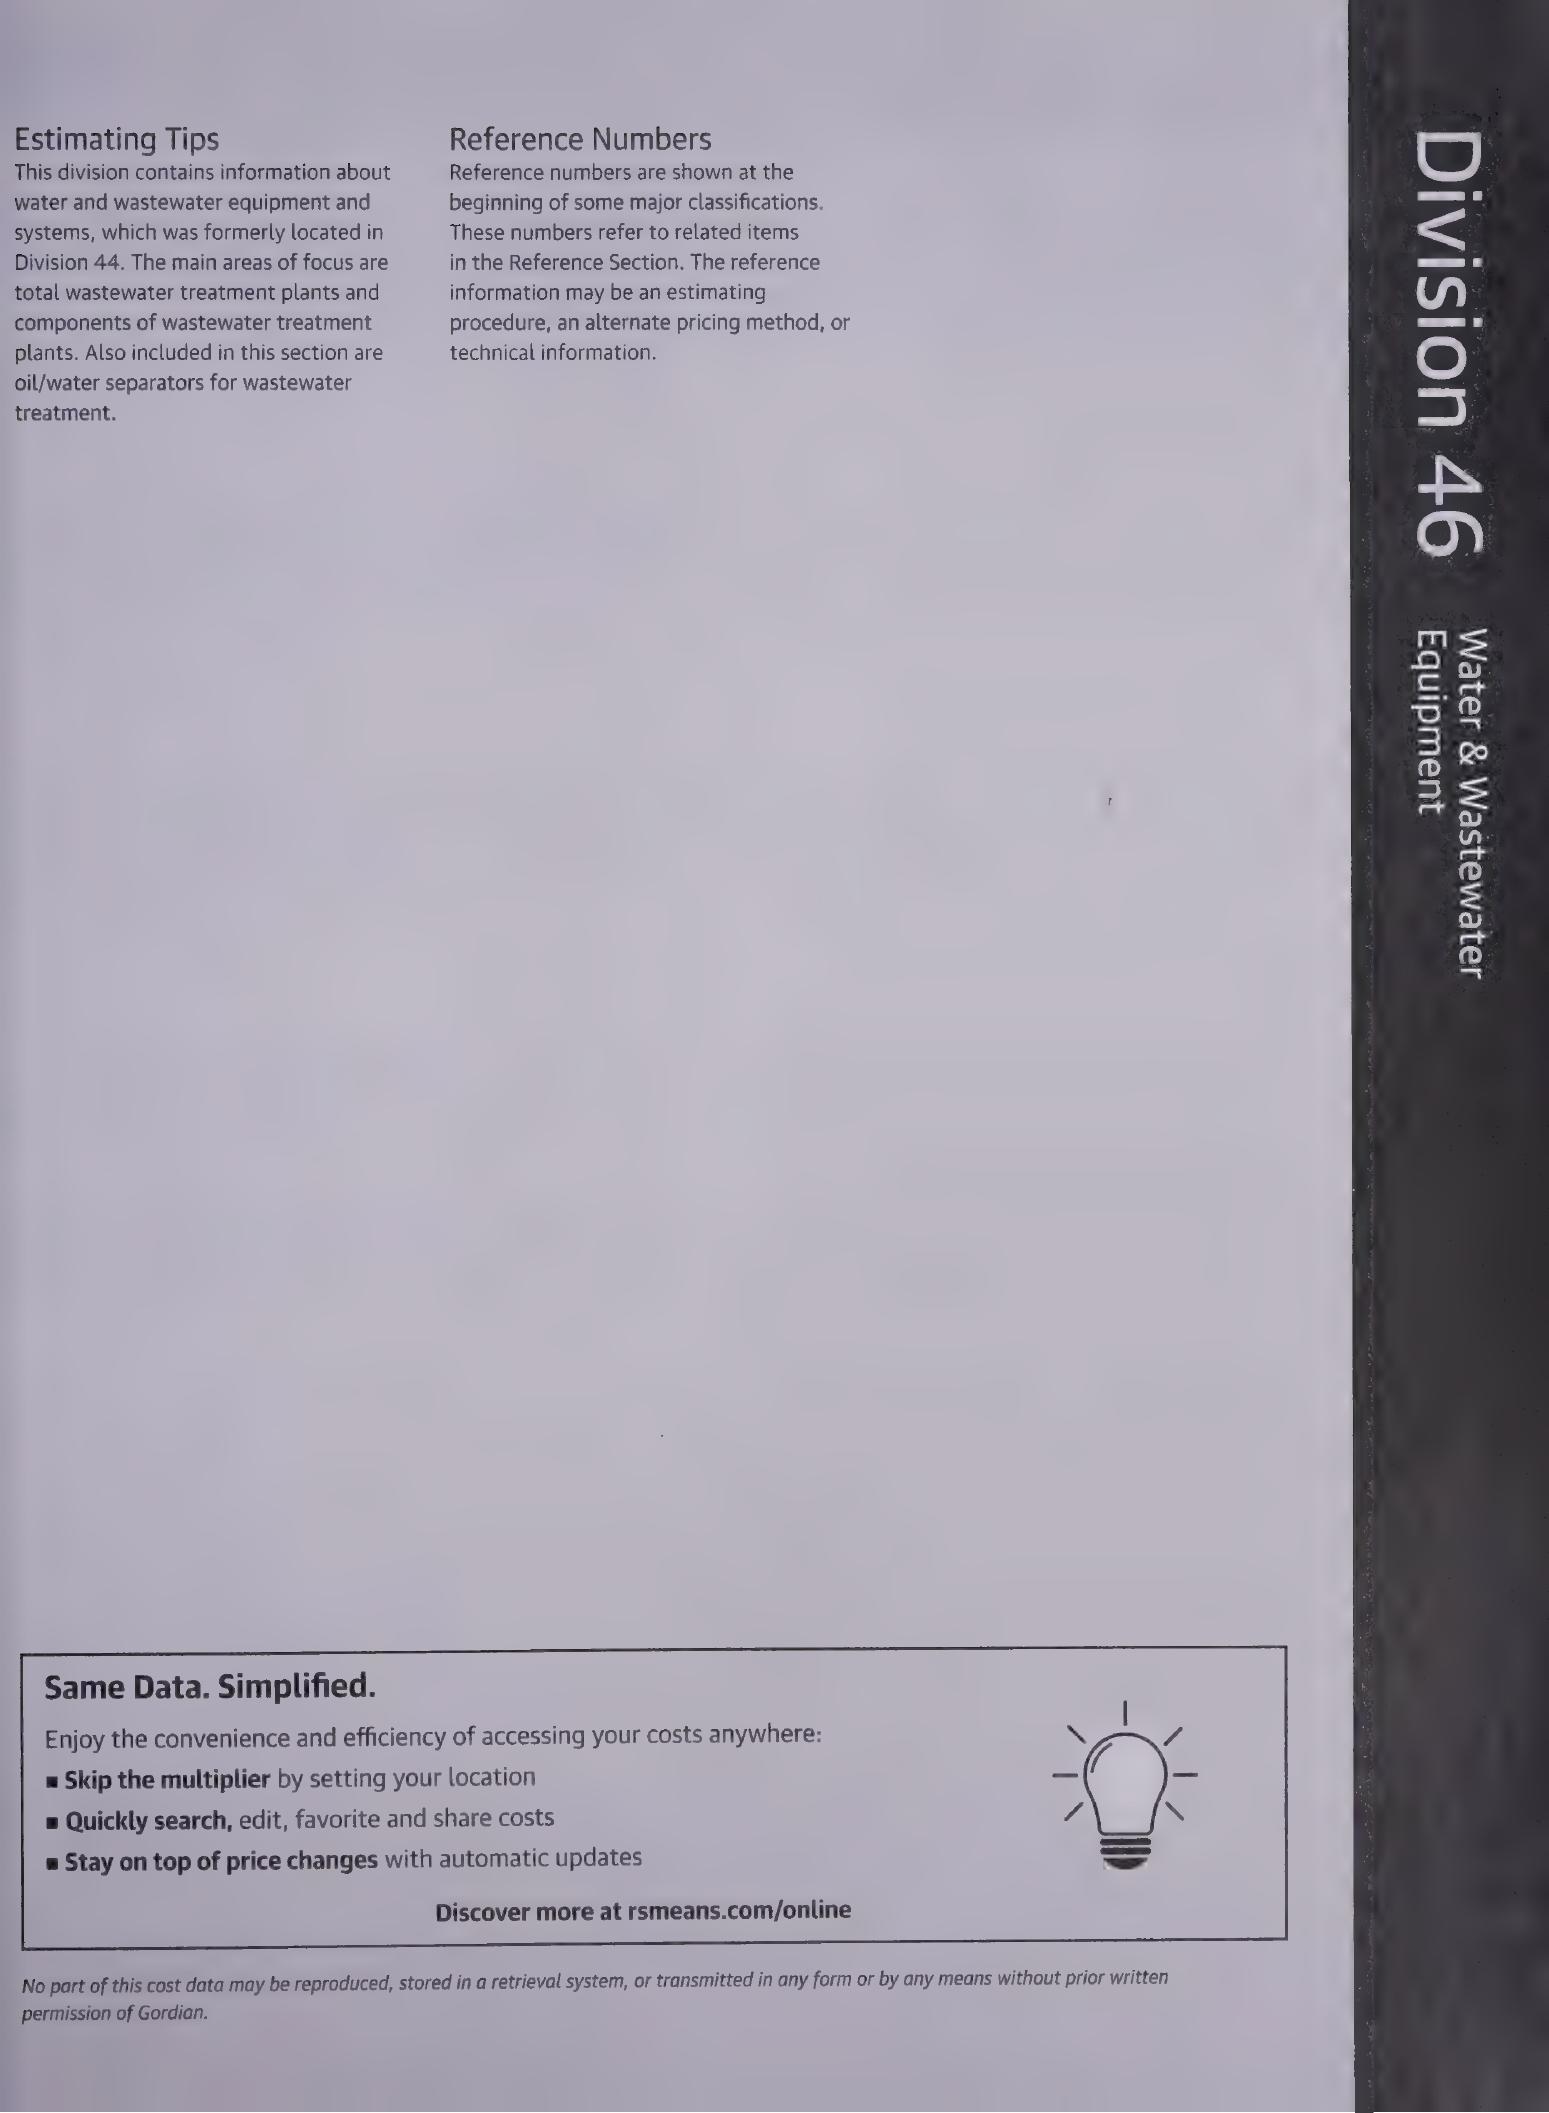 Estimating Tips
This division contains information about
water and wastewater equipment and
systems, which was formerly located in
Division 44. The main areas of focus are
total wastewater treatment plants and
components of wastewater treatment
plants. Also included in this section are
oil/water separators for wastewater
treatment.
Reference Numbers
Reference numbers are shown at the
beginning of some major classifications.
These numbers refer to related items
in the Reference Section. The reference
information may be an estimating
procedure, an alternate pricing method, or
technical information.
Division 46
Water & Wastewater
Equipment
Same Data. Simplified.
Enjoy the convenience and efficiency of accessing your costs anywhere:
■ Skip the multiplier by setting your location
■ Quickly search, edit, favorite and share costs
■ Stay on top of price changes with automatic updates
Discover more at rsmeans.com/online
No part of this cost data may be reproduced, stored in a retrieval system, or transmitted in any form or by any means without prior written
permission of Gordian.